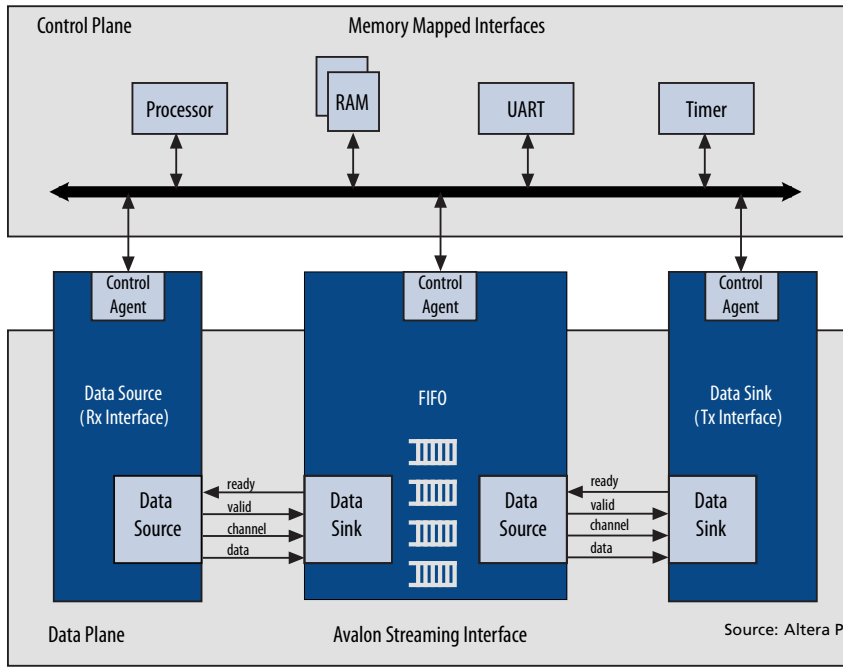 Control Plane
Memory Mapped Interfaces
Processor
RAM
UART
Timer
Control
Agent
Control
Agent
Control
Agent
Data Source
(Rx Interface)
FIFO
Data Sink
(Tx Interface)
Data
Source
ready
valid
channel
data
Data
Sink
Data
Source
ready
valid
channel
data
Data
Sink
Data Plane
Avalon Streaming Interface
Source: Altera P